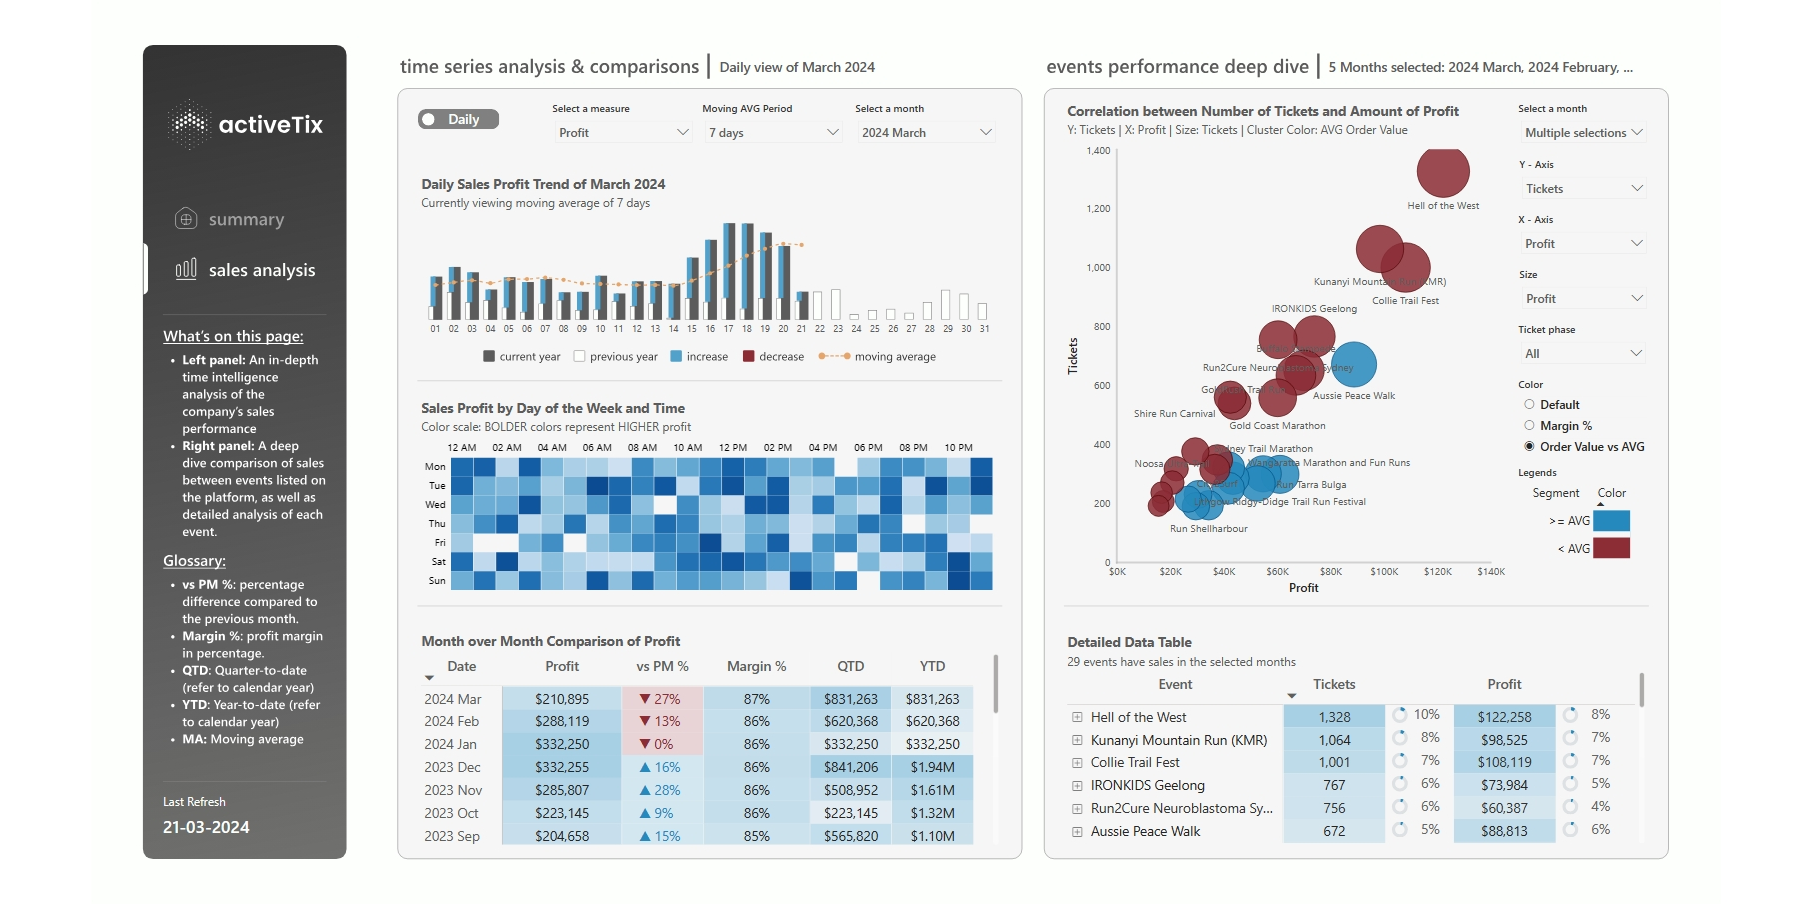 activeTix
summary
sales analysis
What's on this page:
• Left panel: An in-depth
time intelligence
analysis of the
company's sales
performance
• Right panel: A deep
dive comparison of sales
between events listed on
the platform, as well as
detailed analysis of each
event.
Glossary:
• vs PM %: percentage
difference compared to
the previous month.
• Margin %: profit margin
in percentage.
• QTD: Quarter-to-date
(refer to calendar year)
• YTD: Year-to-date (refer
to calendar year)
• MA: Moving average
Last Refresh
21-03-2024
time series analysis & comparisons | Daily view of March 2024
Daily
Select a measure
Profit
Moving AVG Period
7 days
Select a month
2024 March
Daily Sales Profit Trend of March 2024
Currently viewing moving average of 7 days
01 02 03 04 05 06 07 08 09 10 11 12 13 14 15 16 17 18 19 20 21 22 23 24 25 26 27 28 29 30 31
current year previous year increase decrease moving average
Sales Profit by Day of the Week and Time
Color scale: BOLDER colors represent HIGHER profit
12 AM 02 AM 04 AM 06 AM 08 AM 10 AM 12 PM 02 PM 04 PM 06 PM 08 PM 10 PM
Mon
Tue
Wed
Thu
Fri
Sat
Sun
Month over Month Comparison of Profit
Date Profit vs PM % Margin % QTD YTD
2024 Mar $210,895 ▼ 27% 87% $831,263 $831,263
2024 Feb $288,119 ▼ 13% 86% $620,368 $620,368
2024 Jan $332,250 ▼ 0% 86% $332,250 $332,250
2023 Dec $332,255 ▲ 16% 86% $841,206 $1.94M
2023 Nov $285,807 ▲ 28% 86% $508,952 $1.61M
2023 Oct $223,145 ▲ 9% 86% $223,145 $1.32M
2023 Sep $204,658 ▲ 15% 85% $565,820 $1.10M
events performance deep dive | 5 Months selected: 2024 March, 2024 February, ...
Correlation between Number of Tickets and Amount of Profit
Y: Tickets | X: Profit | Size: Tickets | Cluster Color: AVG Order Value
Tickets
1,400
1,200
1,000
800
600
400
200
0
$0K $20K $40K $60K $80K $100K $120K $140K
Profit
Hell of the West
Kunanyi Mountain Run (KMR)
Collie Trail Fest
IRONKIDS Geelong
Run2Cure Neuroblastoma Sydney
Aussie Peace Walk
Shire Run Carnival
Gold Coast Marathon
Trail Marathon
Noosa
Wangaratta Marathon and Fun Runs
Run Tarra Bulga
Ridgy-Didge Trail Run Festival
Run Shellharbour
Select a month
Multiple selections
Y - Axis
Tickets
X - Axis
Profit
Size
Profit
Ticket phase
All
Color
Default
Margin %
Order Value vs AVG
Legends
Segment Color
>= AVG
< AVG
Detailed Data Table
29 events have sales in the selected months
Event Tickets Profit
Hell of the West 1,328 10% $122,258 8%
Kunanyi Mountain Run (KMR) 1,064 8% $98,525 7%
Collie Trail Fest 1,001 7% $108,119 7%
IRONKIDS Geelong 767 6% $73,984 5%
Run2Cure Neuroblastoma Sy... 756 6% $60,387 4%
Aussie Peace Walk 672 5% $88,813 6%